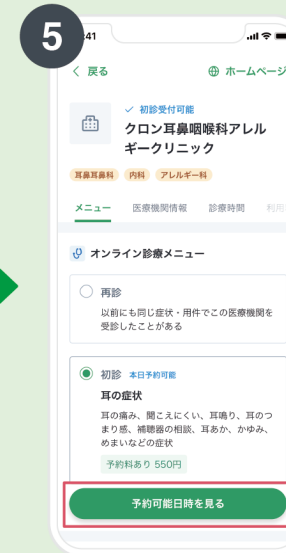 5
:41
戻る
ホームページ
初診受付可能
クロン耳鼻咽喉科アレル
ギークリニック
耳鼻耳鼻科 内科 アレルギー科
メニュー 医療機関情報 診療時間 利用
オンライン診療メニュー
再診
以前にも同じ症状・用件でこの医療機関を
受診したことがある
初診 本日予約可能
耳の症状
耳の痛み、聞こえにくい、耳鳴り、耳のつ
まり感、補聴器の相談、耳あか、かゆみ、
めまいなどの症状
予約料あり 550円
予約可能日時を見る